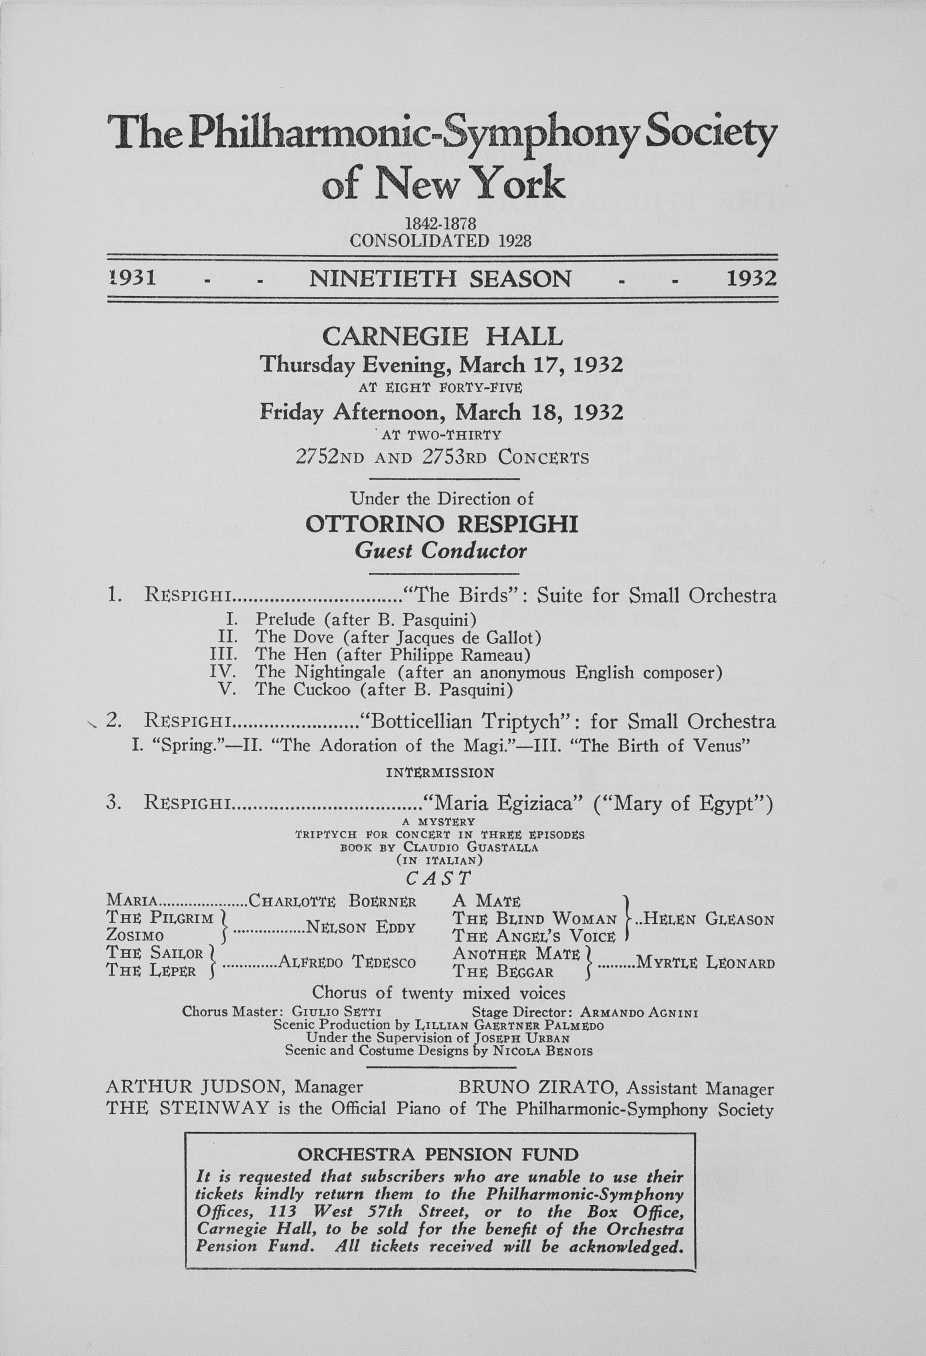 The Philharmonic-Symphony Society
of New York
1842-1878
CONSOLIDATED 1928
1931 - - NINETIETH SEASON - - 1932
CARNEGIE HALL
Thursday Evening, March 17, 1932
AT EIGHT FORTY-FIVE
Friday Afternoon, March 18, 1932
AT TWO-THIRTY
2752ND AND 2753RD CONCERTS
Under the Direction of
OTTORINO RESPIGHI
Guest Conductor
1. RESPIGHI................................"The Birds": Suite for Small Orchestra
I. Prelude (after B. Pasquini)
II. The Dove (after Jacques de Gallot)
III. The Hen (after Philippe Rameau)
IV. The Nightingale (after an anonymous English composer)
V. The Cuckoo (after B. Pasquini)
2. RESPIGHI........................"Botticellian Triptych": for Small Orchestra
I. "Spring."—II. "The Adoration of the Magi."—III. "The Birth of Venus"
INTERMISSION
3. RESPIGHI...................................."Maria Egiziaca" ("Mary of Egypt")
A MYSTERY
TRIPTYCH FOR CONCERT IN THREE EPISODES
BOOK BY CLAUDIO GUASTALLA
(IN ITALIAN)
CAST
MARIA.....................CHARLOTTE BOERNER A MATE
THE PILGRIM THE BLIND WOMAN
..................NELSON EDDY ..HELEN GLEASON
ZOSIMO THE ANGEL'S VOICE
THE SAILOR ANOTHER MATE
............ALFREDO TEDESCO .........MYRTLE LEONARD
THE LEPER THE BEGGAR
Chorus of twenty mixed voices
Chorus Master: GIULIO SETTI Stage Director: ARMANDO AGNINI
Scenic Production by LILLIAN GAERTNER PALMEDO
Under the Supervision of JOSEPH URBAN
Scenic and Costume Designs by NICOLA BENOIS
ARTHUR JUDSON, Manager BRUNO ZIRATO, Assistant Manager
THE STEINWAY is the Official Piano of The Philharmonic-Symphony Society
ORCHESTRA PENSION FUND
It is requested that subscribers who are unable to use their
tickets kindly return them to the Philharmonic-Symphony
Offices, 113 West 57th Street, or to the Box Office,
Carnegie Hall, to be sold for the benefit of the Orchestra
Pension Fund. All tickets received will be acknowledged.